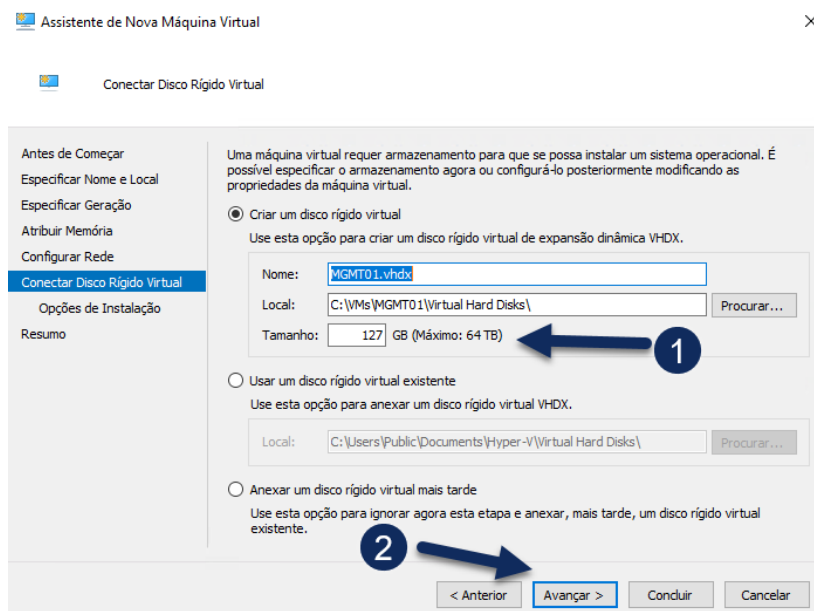 Assistente de Nova Máquina Virtual
Conectar Disco Rígido Virtual
Antes de Começar
Especificar Nome e Local
Especificar Geração
Atribuir Memória
Configurar Rede
Conectar Disco Rígido Virtual
Opções de Instalação
Resumo
Uma máquina virtual requer armazenamento para que se possa instalar um sistema operacional. É
possível especificar o armazenamento agora ou configurá-lo posteriormente modificando as
propriedades da máquina virtual.
Criar um disco rígido virtual
Use esta opção para criar um disco rígido virtual de expansão dinâmica VHDX.
Nome: MGMT01.vhdx
Local: C:\VMs\MGMT01\Virtual Hard Disks\ Procurar...
Tamanho: 127 GB (Máximo: 64 TB)
1
Usar um disco rígido virtual existente
Use esta opção para anexar um disco rígido virtual VHDX.
Local: C:\Users\Public\Documents\Hyper-V\Virtual Hard Disks\ Procurar...
Anexar um disco rígido virtual mais tarde
Use esta opção para ignorar agora esta etapa e anexar, mais tarde, um disco rígido virtual
existente.
2
< Anterior Avançar > Concluir Cancelar